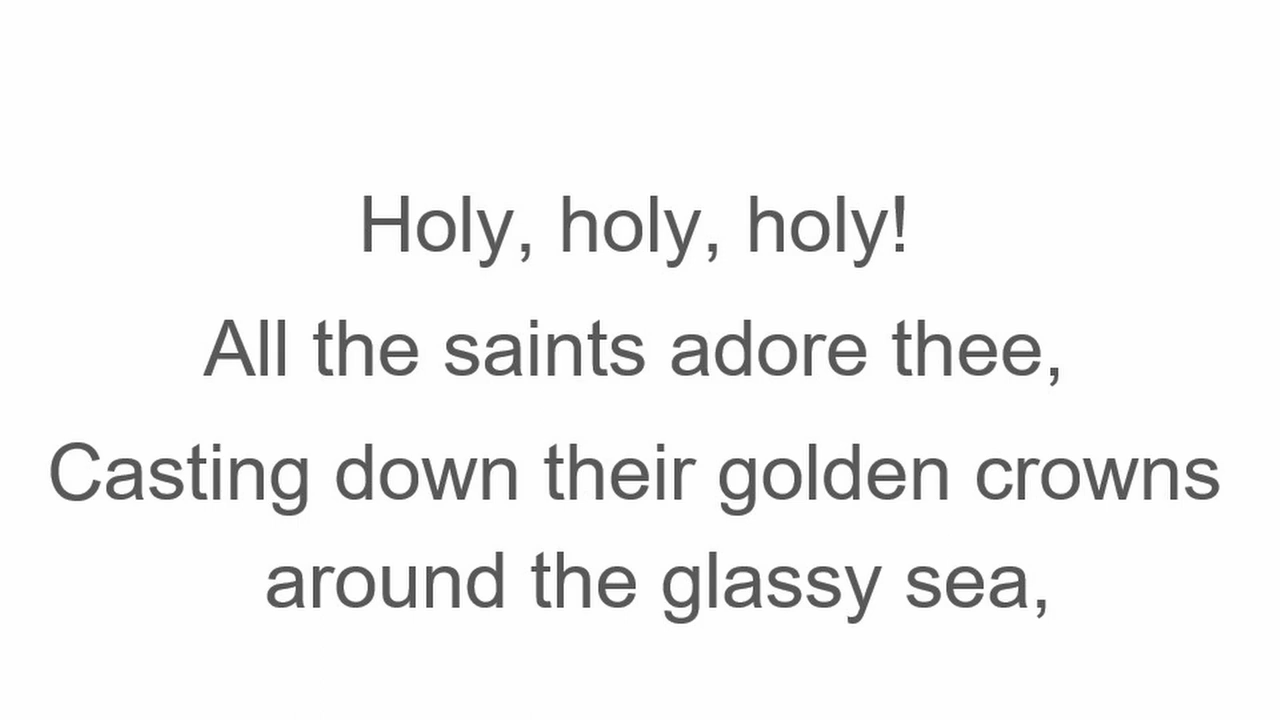 Holy, holy, holy!
All the saints adore thee,
Casting down their golden crowns
around the glassy sea,